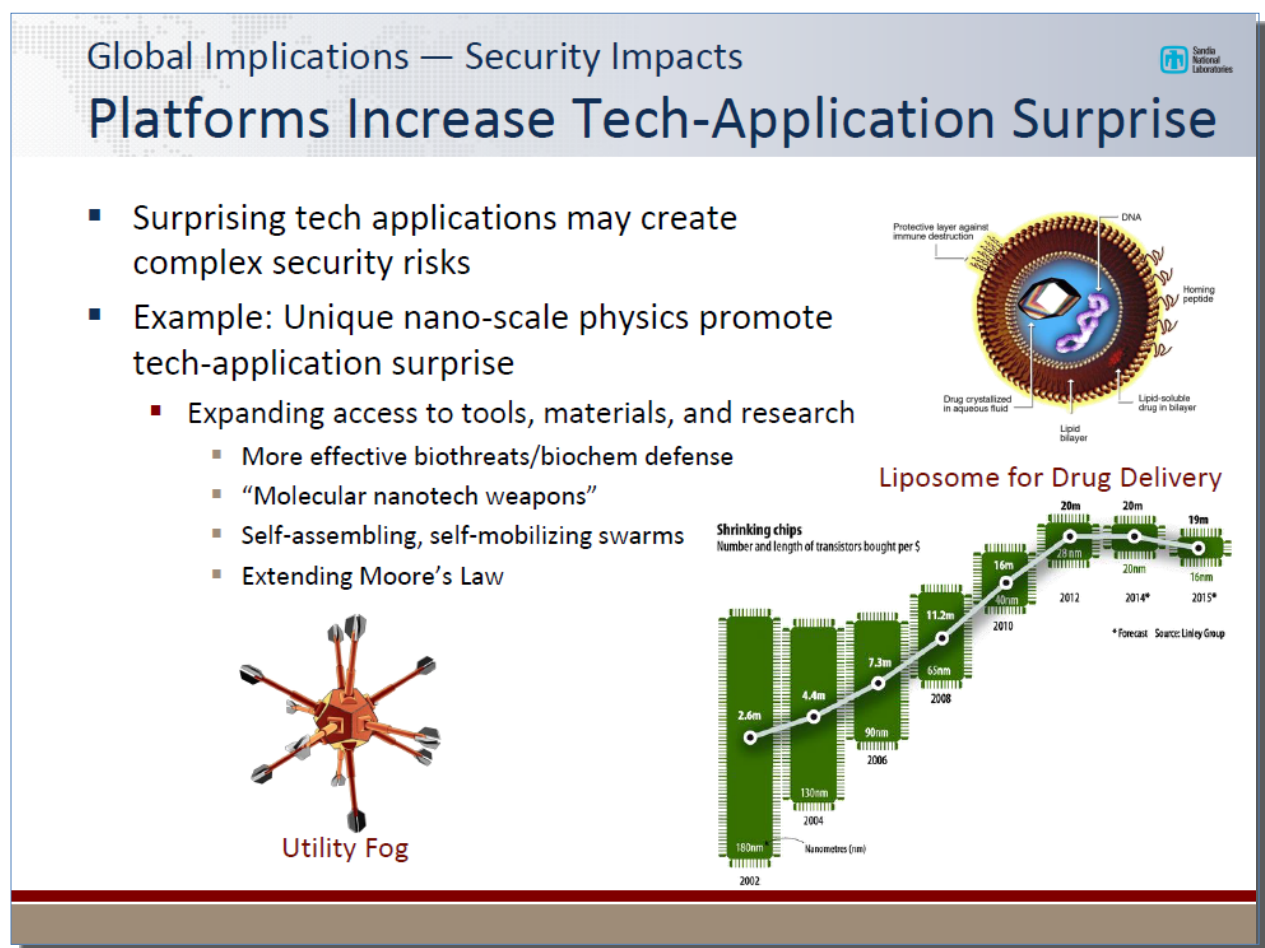 Global Implications — Security Impacts
Sandia
National
Laboratories
Platforms Increase Tech-Application Surprise
Surprising tech applications may create
complex security risks
Example: Unique nano-scale physics promote
tech-application surprise
Expanding access to tools, materials, and research
More effective biothreats/biochem defense
“Molecular nanotech weapons”
Self-assembling, self-mobilizing swarms
Extending Moore’s Law
Utility Fog
Protective layer against
immune destruction
DNA
Homing
peptide
Drug crystallized
in aqueous fluid
Lipid-soluble
drug in bilayer
Lipid
bilayer
Liposome for Drug Delivery
Shrinking chips
Number and length of transistors bought per $
2.6m
180nm*
2002
Nanometres (nm)
4.4m
130nm
2004
7.3m
90nm
2006
11.2m
65nm
2008
16m
40nm
2010
20m
28nm
2012
20m
20nm
2014*
19m
16nm
2015*
* Forecast Source: Linley Group